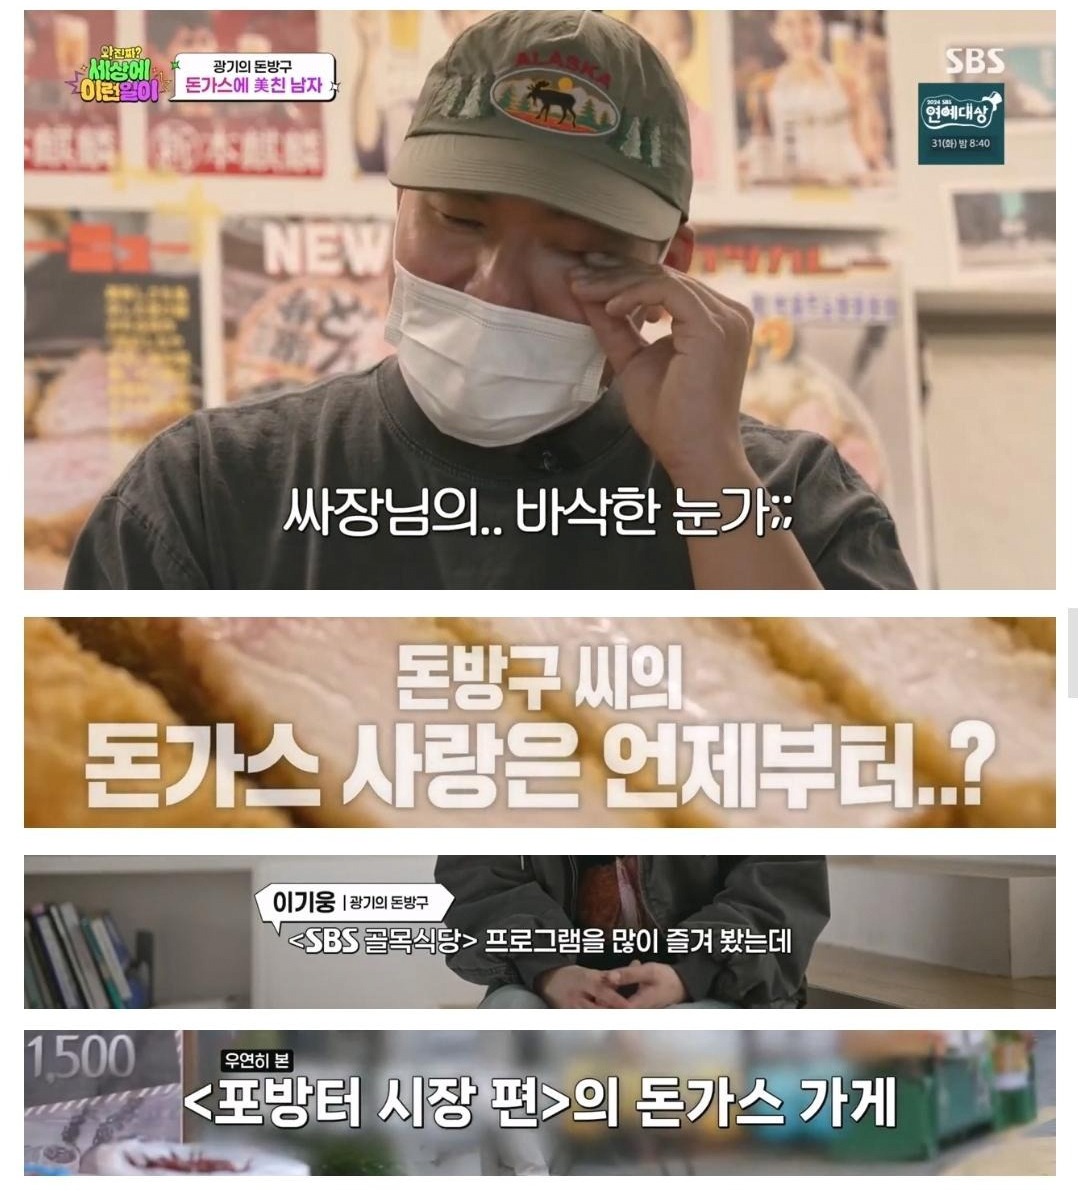 와 진짜?
세상에
이런일이
광기의 돈방구
돈가스에 美친 남자
SBS
2024 SBS
연예대상
31(화) 밤 8:40
ALASKA
NEW
싸장님의.. 바삭한 눈가;;
돈방구 씨의
돈가스 사랑은 언제부터..?
이기웅 | 광기의 돈방구
<SBS 골목식당> 프로그램을 많이 즐겨 봤는데
1,500
우연히 본
<포방터 시장 편>의 돈가스 가게